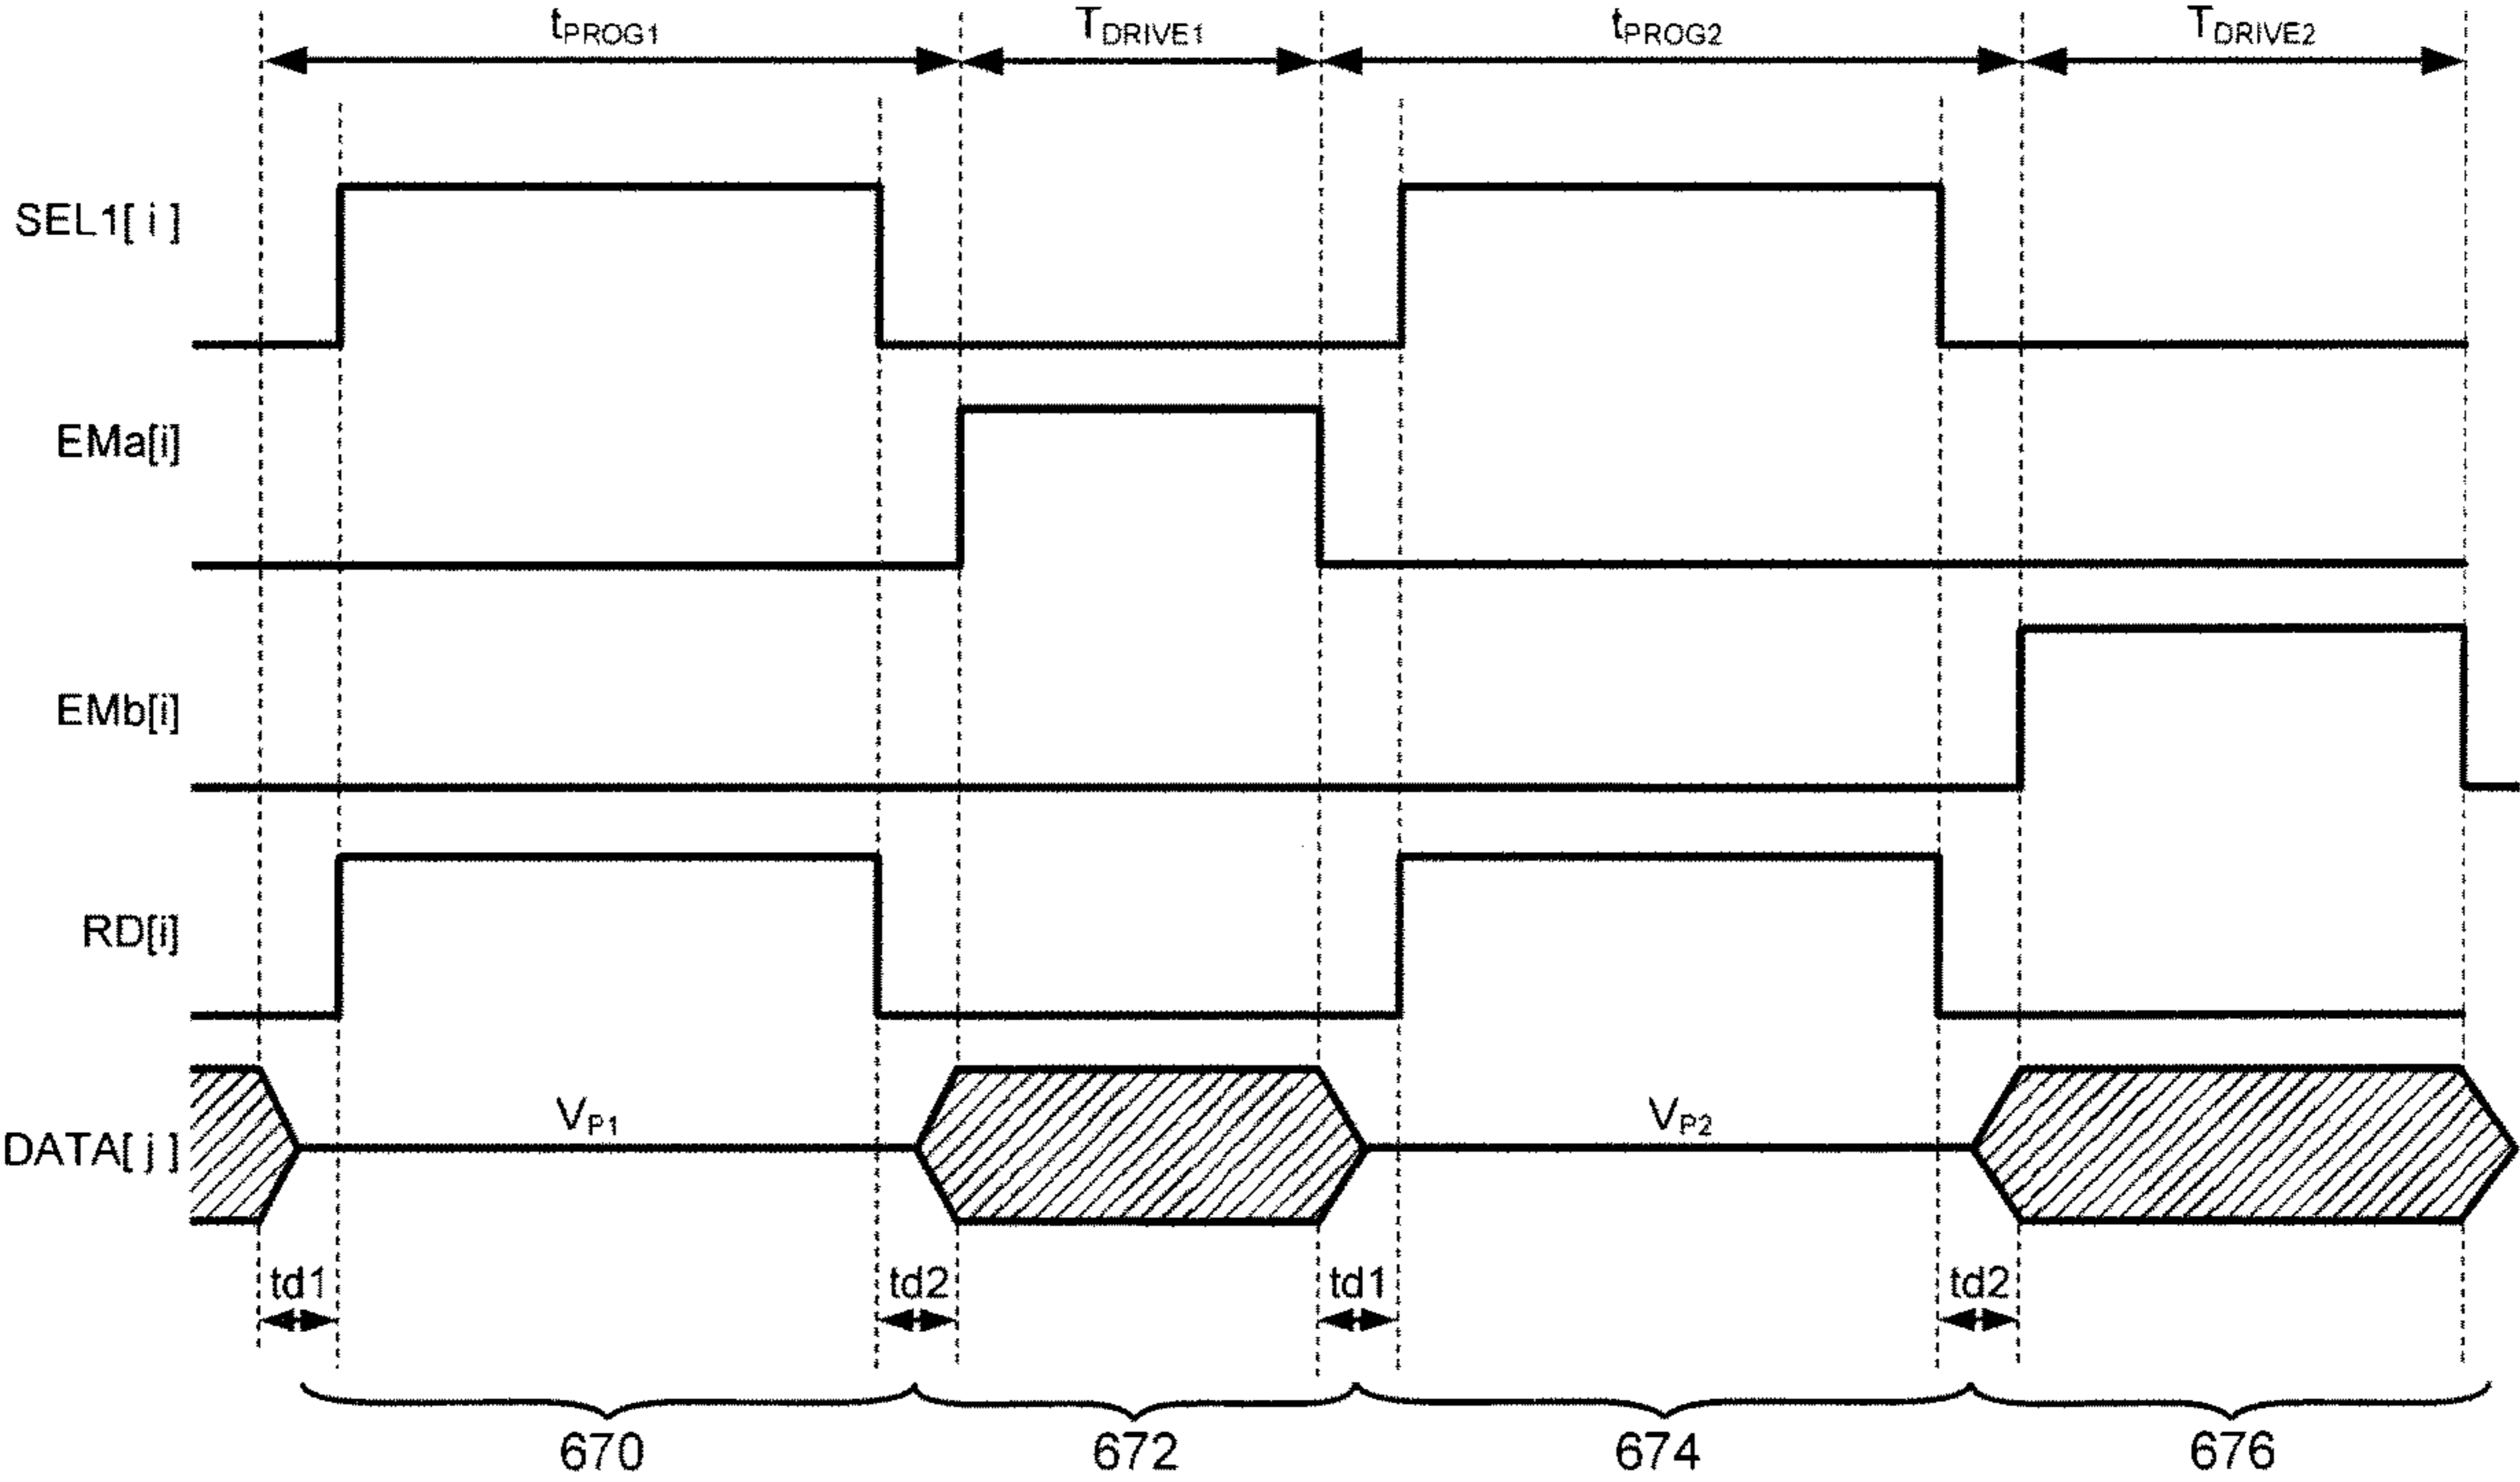 tPROG1 TDRIVE1 tPROG2 TDRIVE2
SEL1[ i ]
EMa[i]
EMb[i]
RD[i]
VP1 VP2
DATA[ j ]
td1 td2 td1 td2
670 672 674 676